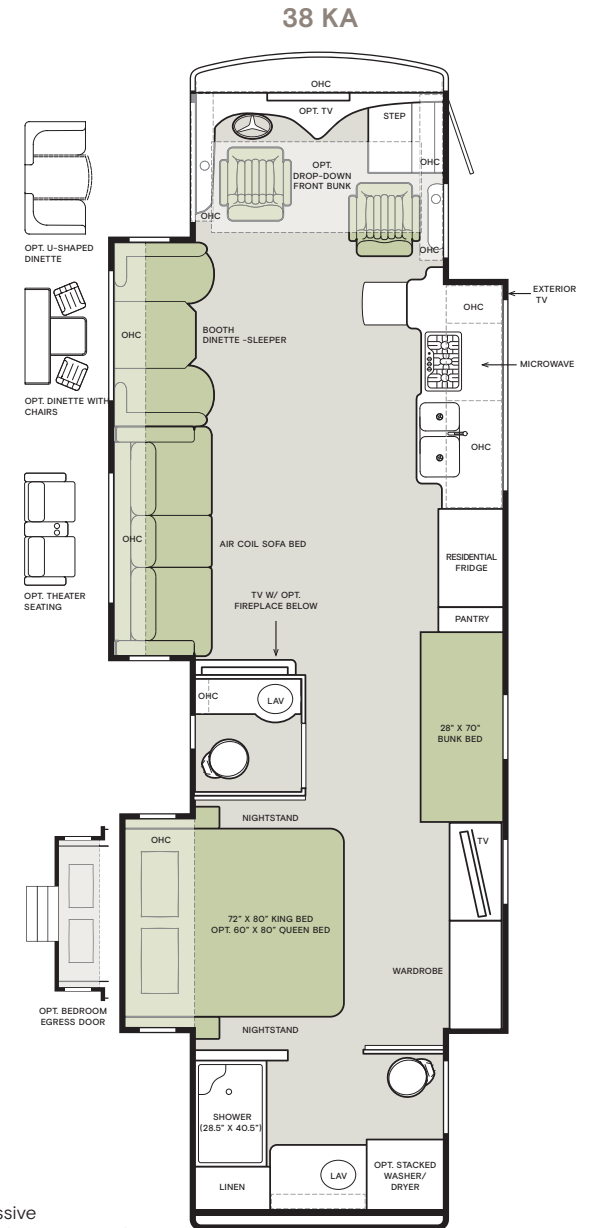 38 KA
OHC
OPT. TV
STEP
OPT.
DROP-DOWN
FRONT BUNK
OHC
OHC
OHC
OPT. U-SHAPED
DINETTE
EXTERIOR
TV
OHC
OHC
BOOTH
DINETTE -SLEEPER
MICROWAVE
OPT. DINETTE WITH
CHAIRS
OHC
OHC
AIR COIL SOFA BED
RESIDENTIAL
FRIDGE
OPT. THEATER
SEATING
TV W/ OPT.
FIREPLACE BELOW
PANTRY
OHC
LAV
28" X 70"
BUNK BED
NIGHTSTAND
OHC
TV
72" X 80" KING BED
OPT. 60" X 80" QUEEN BED
WARDROBE
OPT. BEDROOM
EGRESS DOOR
NIGHTSTAND
SHOWER
(28.5" X 40.5")
LINEN
LAV
OPT. STACKED
WASHER/
DRYER
ssive